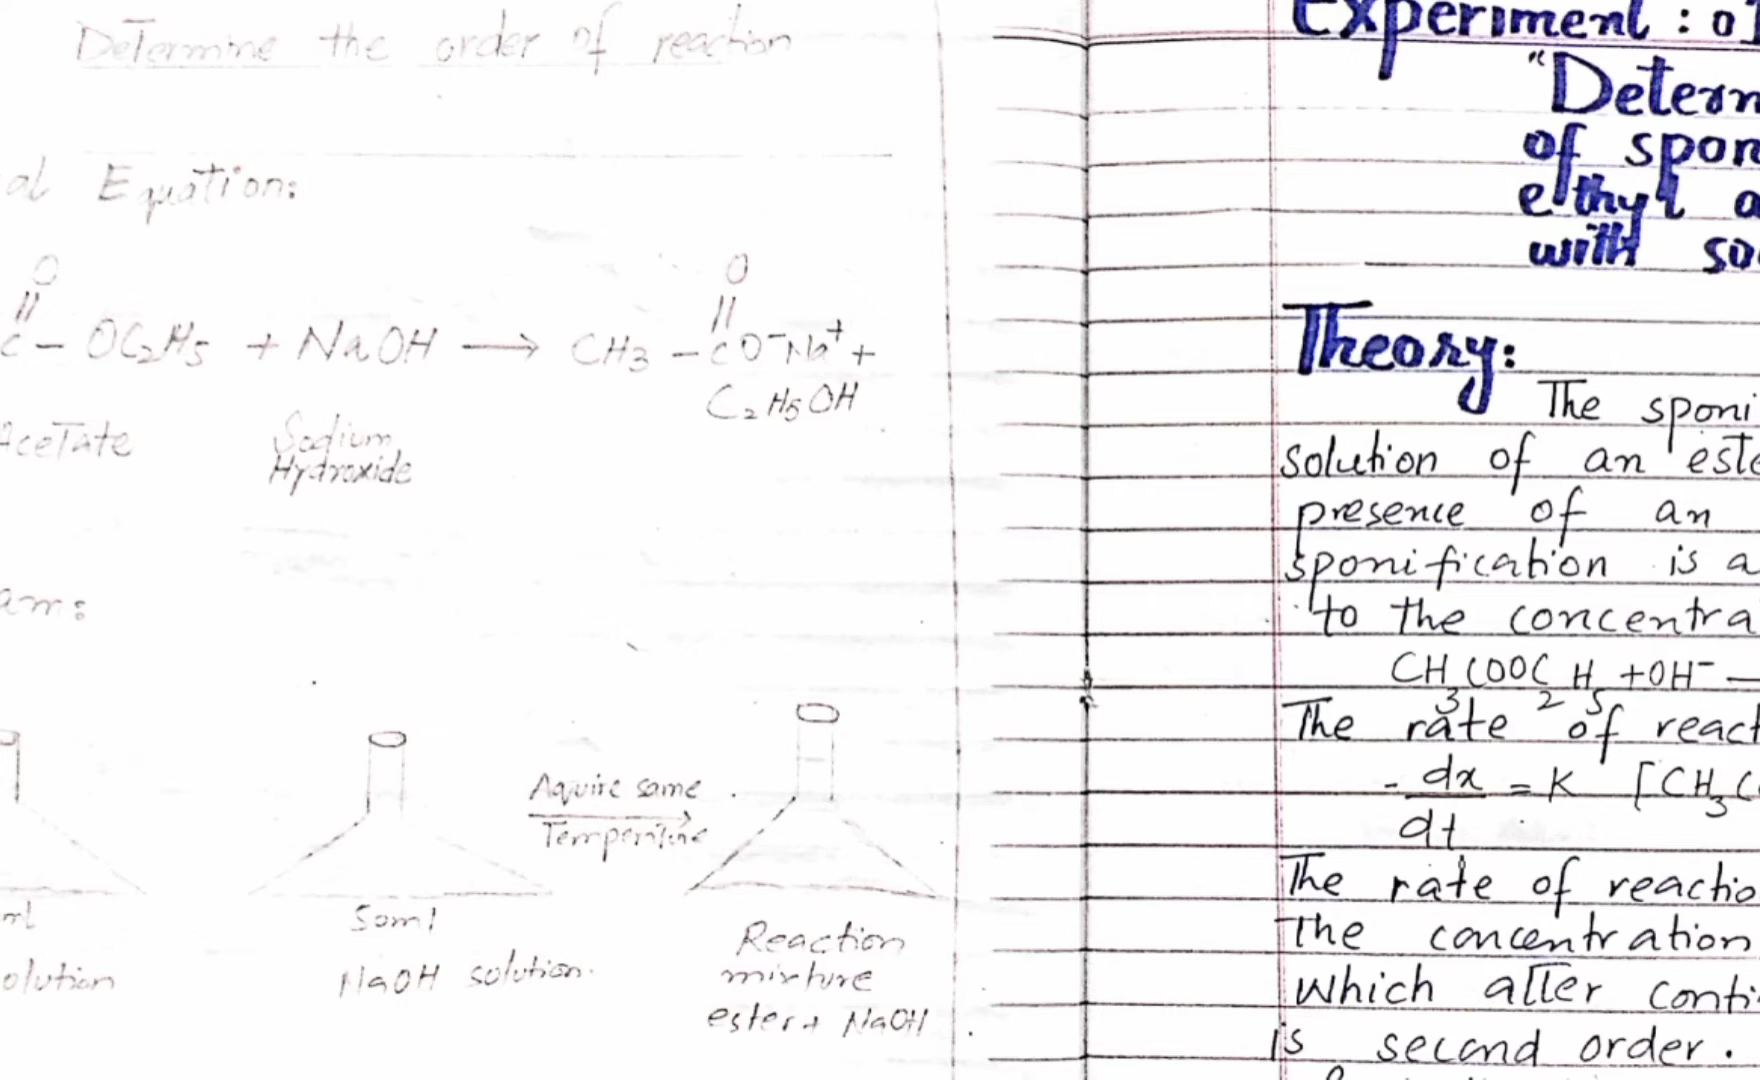 Determine the order of reaction
al Equation:
O
||
C - OC2H5 + NaOH ⟶ CH3 - C O⁻Na⁺ +
O
||
C2H5OH
AceTate
Sodium
Hydroxide
am:
Aquire same
Temperature
ml
50ml
olution
NaOH solution.
Reaction
mixture
ester + NaOH
Experiment : 01
"Determ
of spon
ethyl a
with so
Theory:
The sponi
solution of an este
presence of an
sponification is a
to the concentra
CH3COOC2H5 + OH⁻ —
The rate of react
- dx/dt = K [CH3C
The rate of reactio
The concentration
which alter conti
is second order.